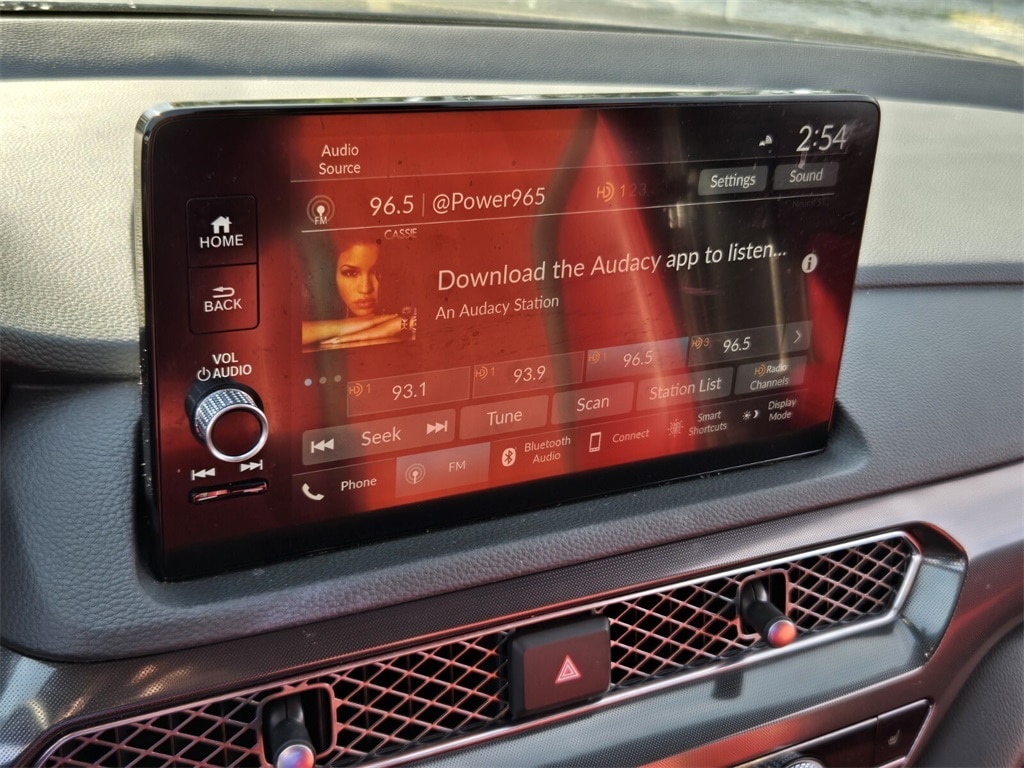 Audio
Source
2:54
FM
96.5 | @Power965
HD 1 2 3
Settings
Sound
CASSIE
Download the Audacy app to listen...
i
An Audacy Station
HOME
BACK
VOL
AUDIO
HD 1 93.1
HD 1 93.9
HD 1 96.5
HD 3 96.5
Seek
Tune
Scan
Station List
HD Radio
Channels
Phone
FM
Bluetooth
Audio
Connect
Smart
Shortcuts
Display
Mode